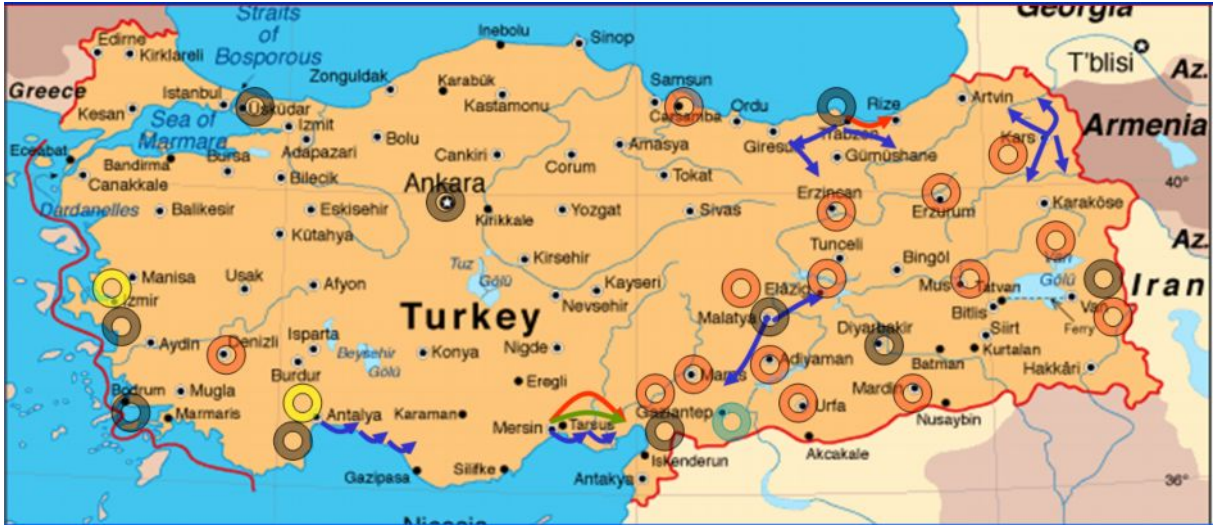 Georgia
Straits
of
Bosporous
T'blisi
Az.
Edirne
Kirklareli
Greece
Kesan
Istanbul
Üsküdar
Sea of
Marmara
Izmit
Adapazari
Zonguldak
Inebolu
Sinop
Karabük
Kastamonu
Bolu
Samsun
Carsamba
Ordu
Giresun
Trabzon
Rize
Artvin
Kars
Armenia
Eceabat
Canakkale
Bandirma
Bursa
Bilecik
Cankiri
Corum
Amasya
Tokat
Gümüshane
40°
Dardanelles
Balikesir
Eskisehir
Ankara
Kirikkale
Yozgat
Sivas
Erzincan
Erzurum
Karaköse
Kütahya
Az.
Manisa
Izmir
Usak
Afyon
Tuz
Gölü
Kirsehir
Kayseri
Nevsehir
Tunceli
Bingöl
Elâzig
Mus
Tatvan
Van
Gölü
Iran
Turkey
Malatya
Bitlis
Van
Ferry
Aydin
Denizli
Isparta
Burdur
Beysehir
Gölü
Konya
Nigde
Eregli
Maras
Adiyaman
Diyarbakir
Batman
Siirt
Kurtalan
Hakkâri
Bodrum
Mugla
Marmaris
Antalya
Karaman
Mersin
Tarsus
Gaziantep
Urfa
Mardin
Nusaybin
Gazipasa
Silifke
Antakya
Iskenderun
Akcakale
36°
Nicosia